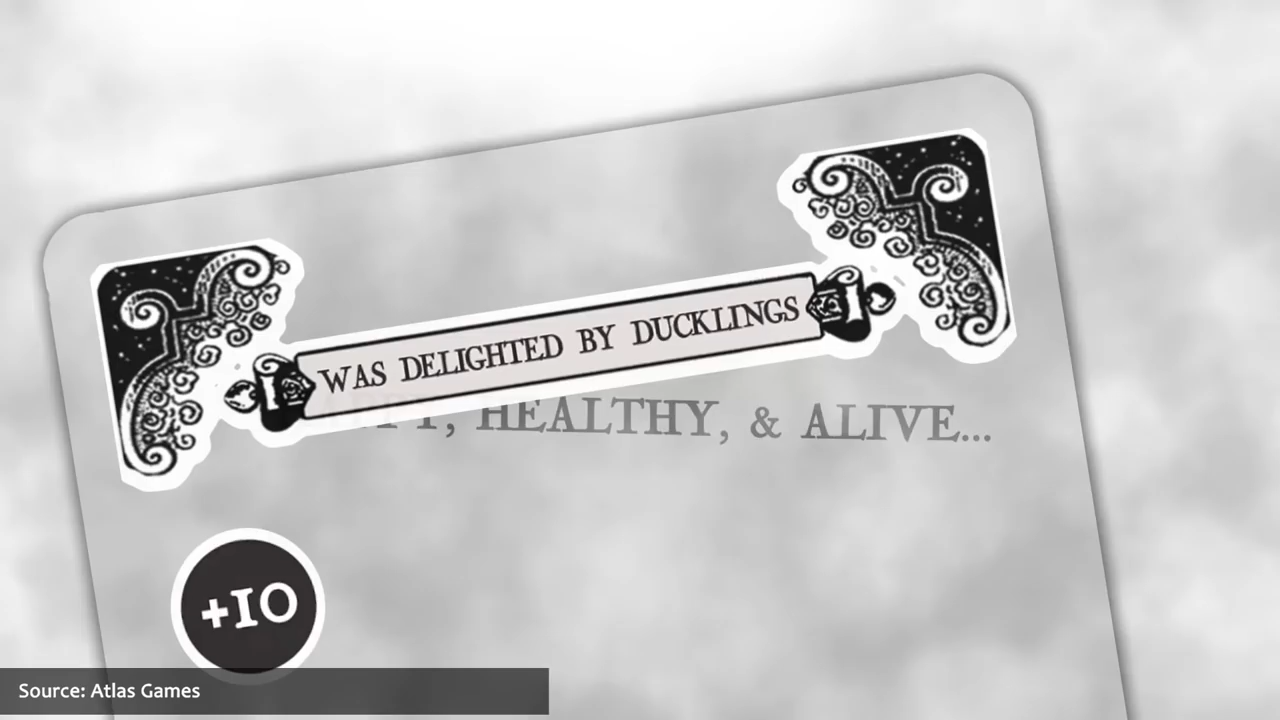 WAS DELIGHTED BY DUCKLINGS
HEALTHY, & ALIVE...
+10
Source: Atlas Games